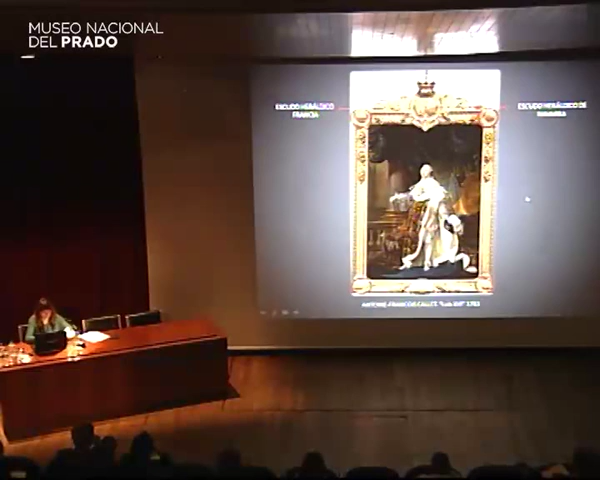 MUSEO NACIONAL
DEL PRADO
ESCUDO HERÁLDICO
FRANCIA
ESCUDO HERÁLDICO DE
NAVARRA
ANTOINE-FRANÇOIS CALLET. "Luis XVI" 1783